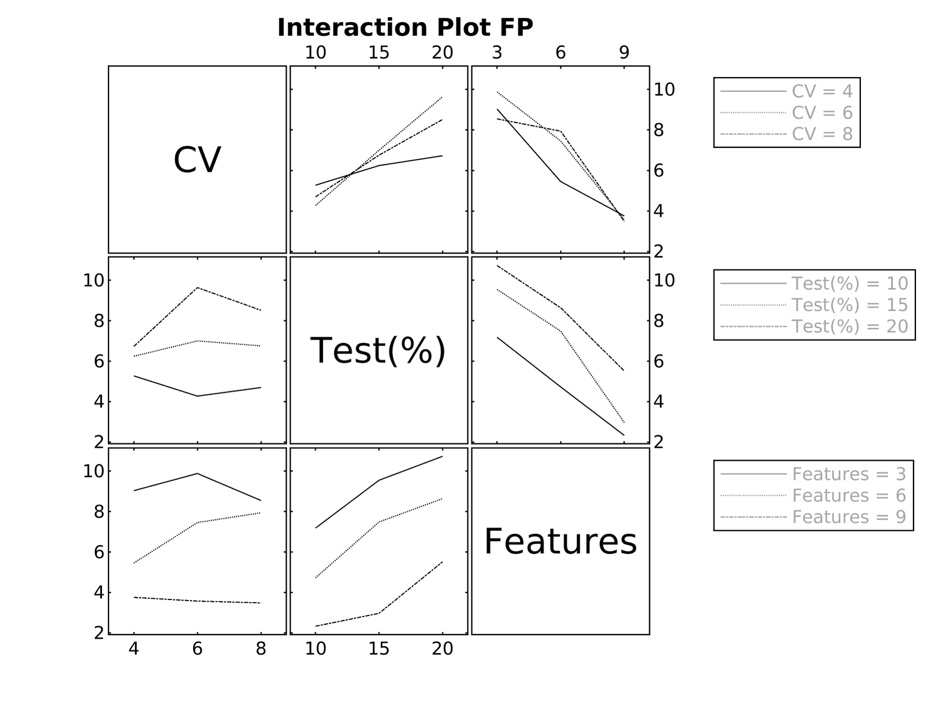 Interaction Plot FP
10 15 20 3 6 9
10
8
6
4
2
CV
CV = 4
CV = 6
CV = 8
10
8
6
4
2
Test(%)
10
8
6
4
2
Test(%) = 10
Test(%) = 15
Test(%) = 20
10
8
6
4
2
Features
Features = 3
Features = 6
Features = 9
4 6 8 10 15 20